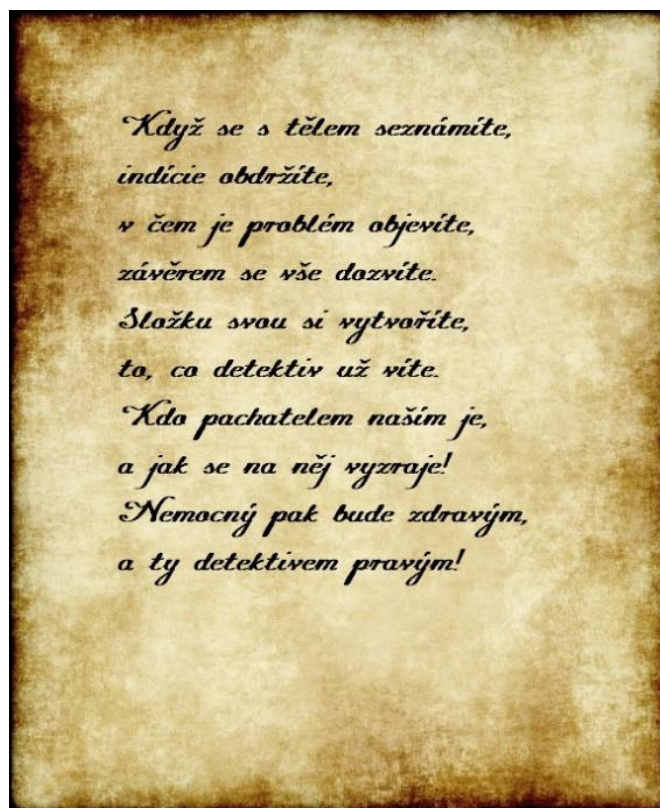 Když se s tělem seznámíte,
indície obdržíte,
v čem je problém objevíte,
závěrem se vše dozvíte.
Složku svou si vytvoříte,
to, co detektiv už víte.
Kdo pachatelem naším je,
a jak se na něj vyzraje!
Nemocný pak bude zdravým,
a ty detektivem pravým!